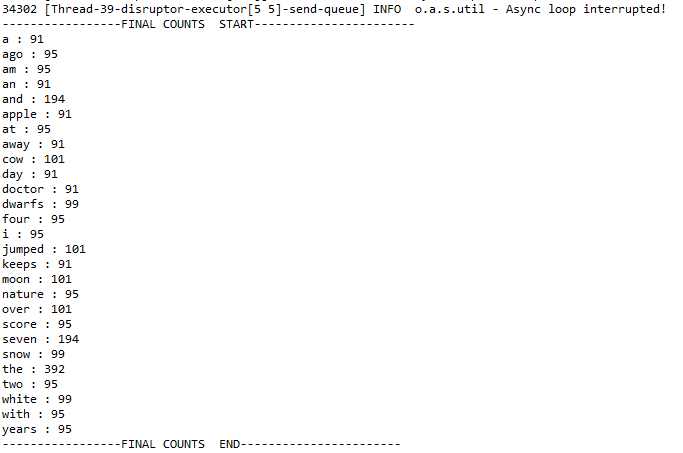 34302 [Thread-39-disruptor-executor[5 5]-send-queue] INFO  o.a.s.util - Async loop interrupted!
-----------------FINAL COUNTS  START-----------------------
a : 91
ago : 95
am : 95
an : 91
and : 194
apple : 91
at : 95
away : 91
cow : 101
day : 91
doctor : 91
dwarfs : 99
four : 95
i : 95
jumped : 101
keeps : 91
moon : 101
nature : 95
over : 101
score : 95
seven : 194
snow : 99
the : 392
two : 95
white : 99
with : 95
years : 95
-----------------FINAL COUNTS  END-----------------------